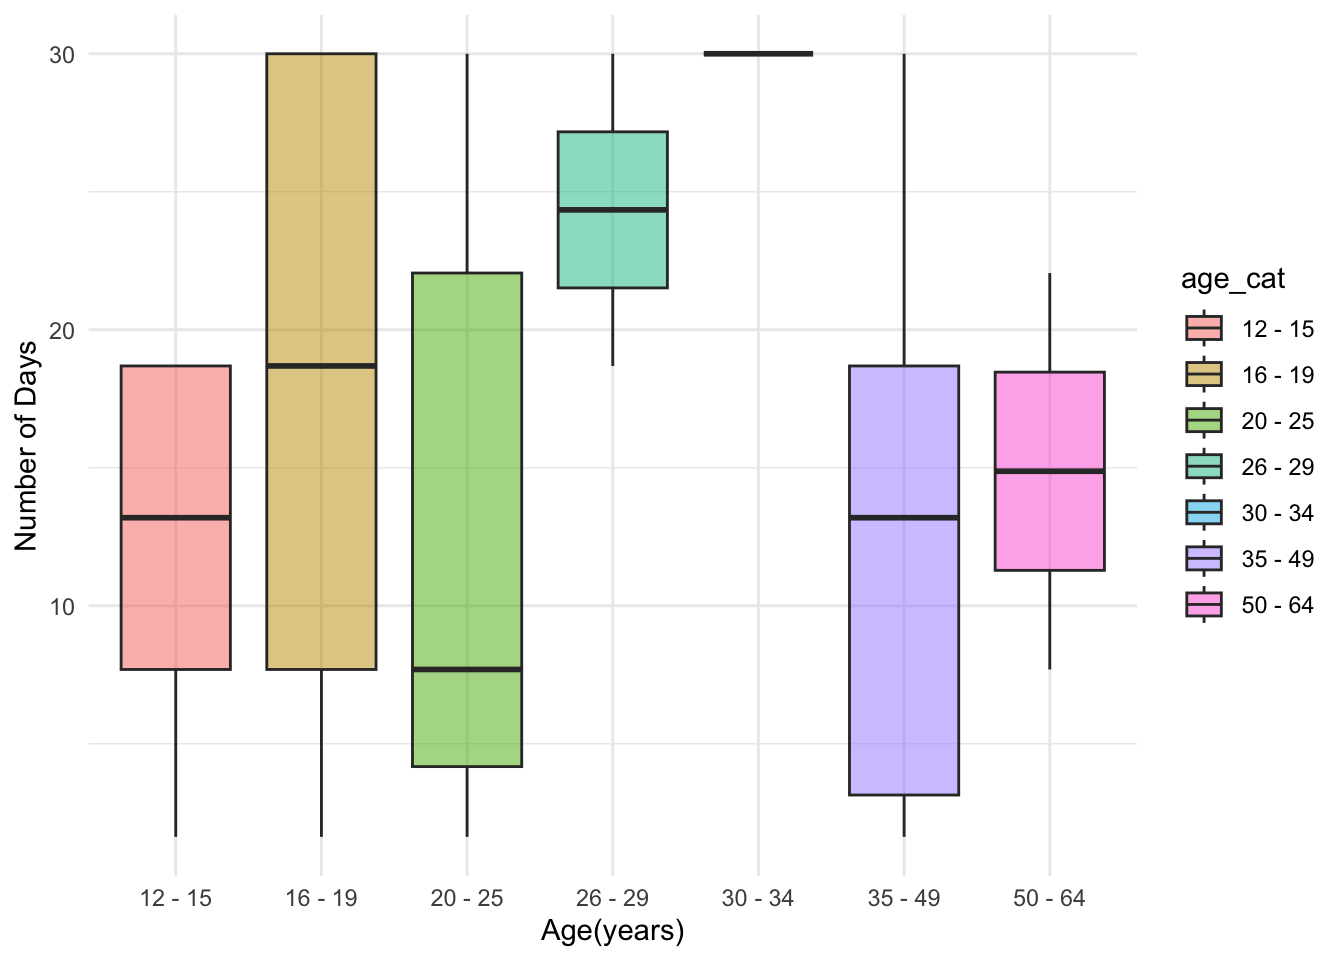 30
20
10
Number of Days
12 - 15
16 - 19
20 - 25
26 - 29
30 - 34
35 - 49
50 - 64
Age(years)
age_cat
12 - 15
16 - 19
20 - 25
26 - 29
30 - 34
35 - 49
50 - 64